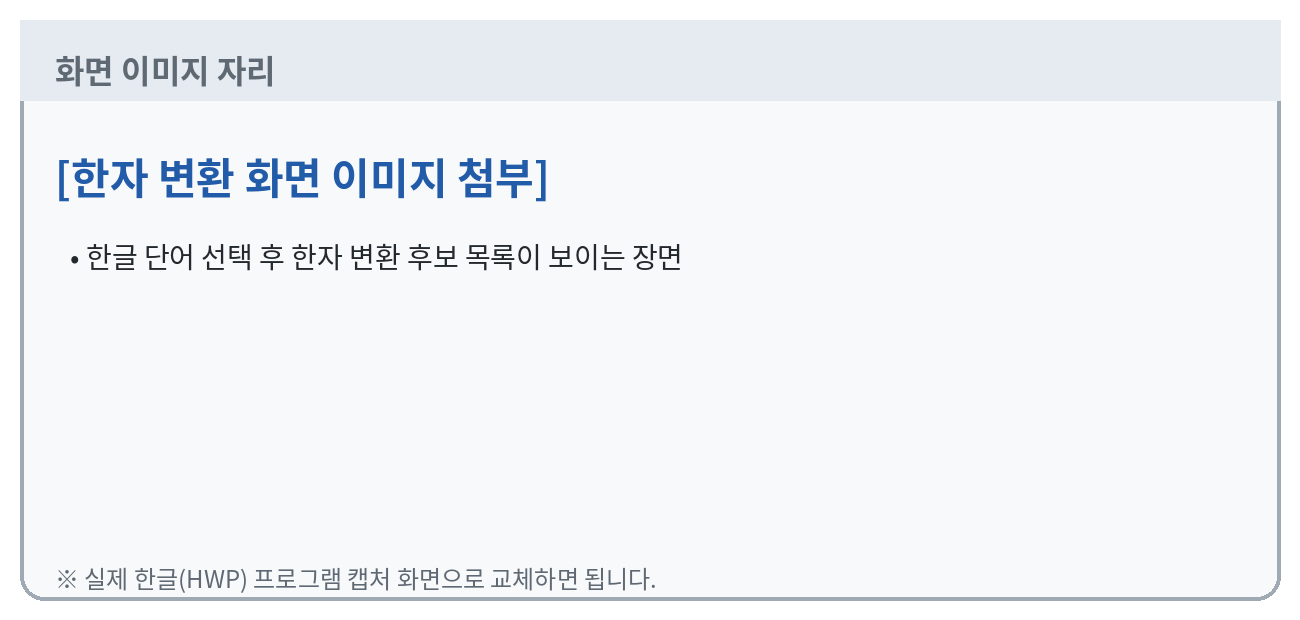 화면 이미지 자리
[한자 변환 화면 이미지 첨부]
• 한글 단어 선택 후 한자 변환 후보 목록이 보이는 장면
※ 실제 한글(HWP) 프로그램 캡처 화면으로 교체하면 됩니다.